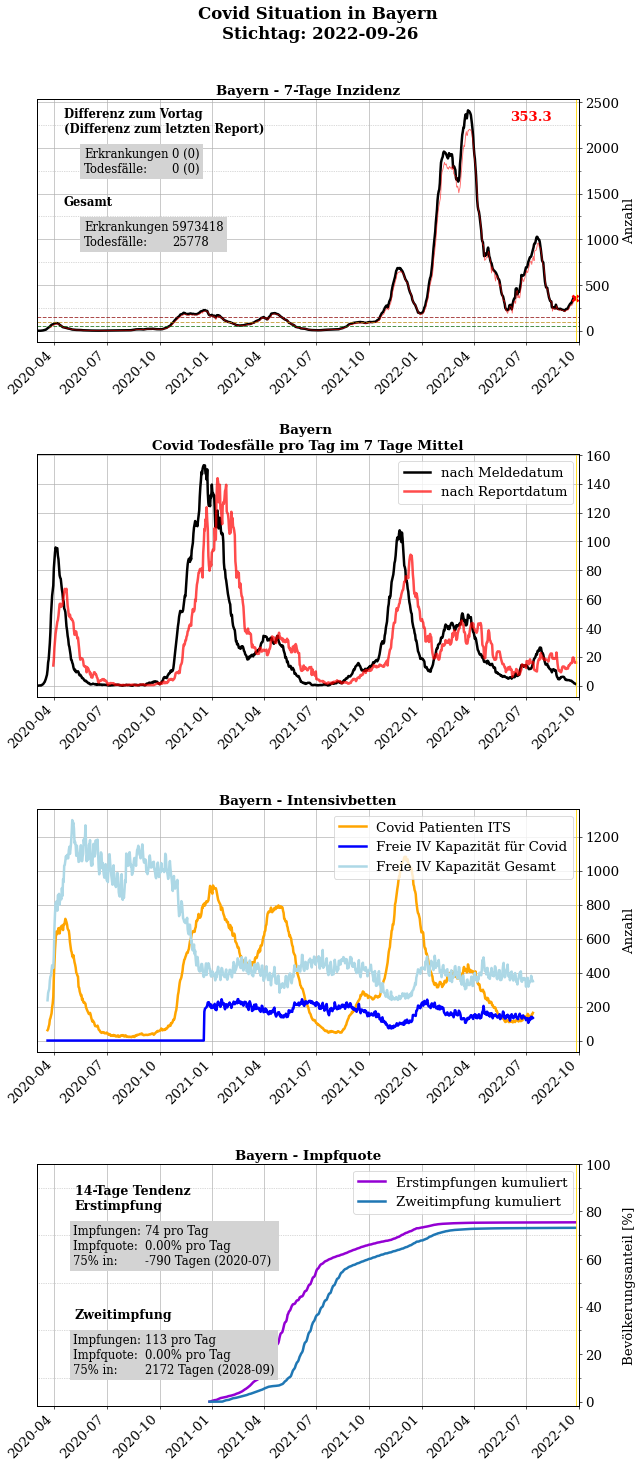 Covid Situation in Bayern
Stichtag: 2022-09-26
Bayern - 7-Tage Inzidenz
Differenz zum Vortag
(Differenz zum letzten Report)
Erkrankungen 0 (0)
Todesfälle: 0 (0)
Gesamt
Erkrankungen 5973418
Todesfälle: 25778
353.3
2500
2000
1500
1000
500
0
Anzahl
2020-04
2020-07
2020-10
2021-01
2021-04
2021-07
2021-10
2022-01
2022-04
2022-07
2022-10
Bayern
Covid Todesfälle pro Tag im 7 Tage Mittel
nach Meldedatum
nach Reportdatum
160
140
120
100
80
60
40
20
0
2020-04
2020-07
2020-10
2021-01
2021-04
2021-07
2021-10
2022-01
2022-04
2022-07
2022-10
Bayern - Intensivbetten
Covid Patienten ITS
Freie IV Kapazität für Covid
Freie IV Kapazität Gesamt
1200
1000
800
600
400
200
0
Anzahl
2020-04
2020-07
2020-10
2021-01
2021-04
2021-07
2021-10
2022-01
2022-04
2022-07
2022-10
Bayern - Impfquote
14-Tage Tendenz
Erstimpfung
Impfungen: 74 pro Tag
Impfquote: 0.00% pro Tag
75% in: -790 Tagen (2020-07)
Zweitimpfung
Impfungen: 113 pro Tag
Impfquote: 0.00% pro Tag
75% in: 2172 Tagen (2028-09)
Erstimpfungen kumuliert
Zweitimpfung kumuliert
100
80
60
40
20
0
Bevölkerungsanteil [%]
2020-04
2020-07
2020-10
2021-01
2021-04
2021-07
2021-10
2022-01
2022-04
2022-07
2022-10